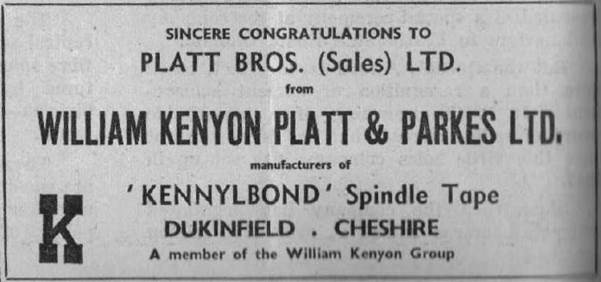 SINCERE CONGRATULATIONS TO
PLATT BROS. (Sales) LTD.
from
WILLIAM KENYON PLATT & PARKES LTD.
manufacturers of
'KENNYLBOND' Spindle Tape
DUKINFIELD . CHESHIRE
A member of the William Kenyon Group
K